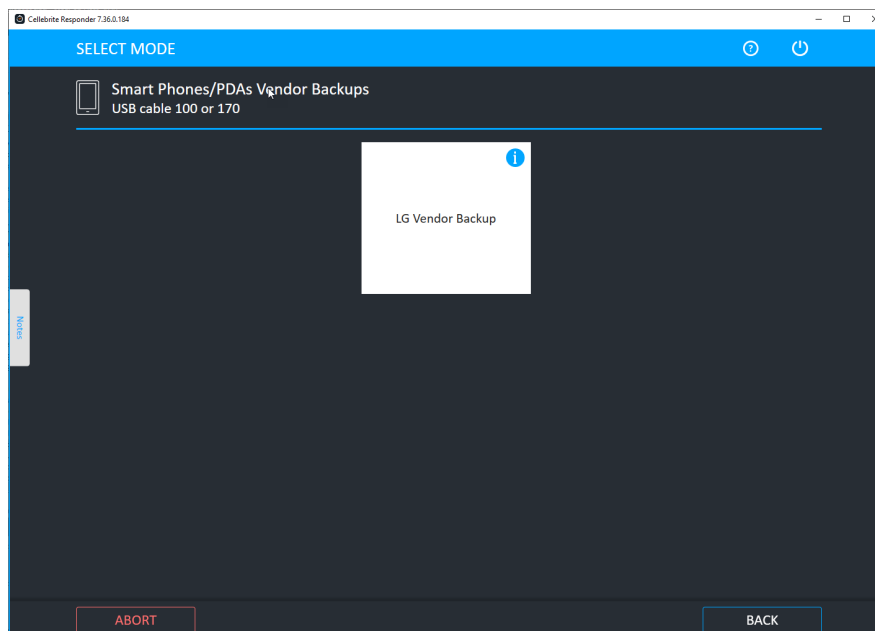 Cellebrite Responder 7.36.0.184
SELECT MODE
Smart Phones/PDAs Vendor Backups
USB cable 100 or 170
LG Vendor Backup
Notes
ABORT
BACK